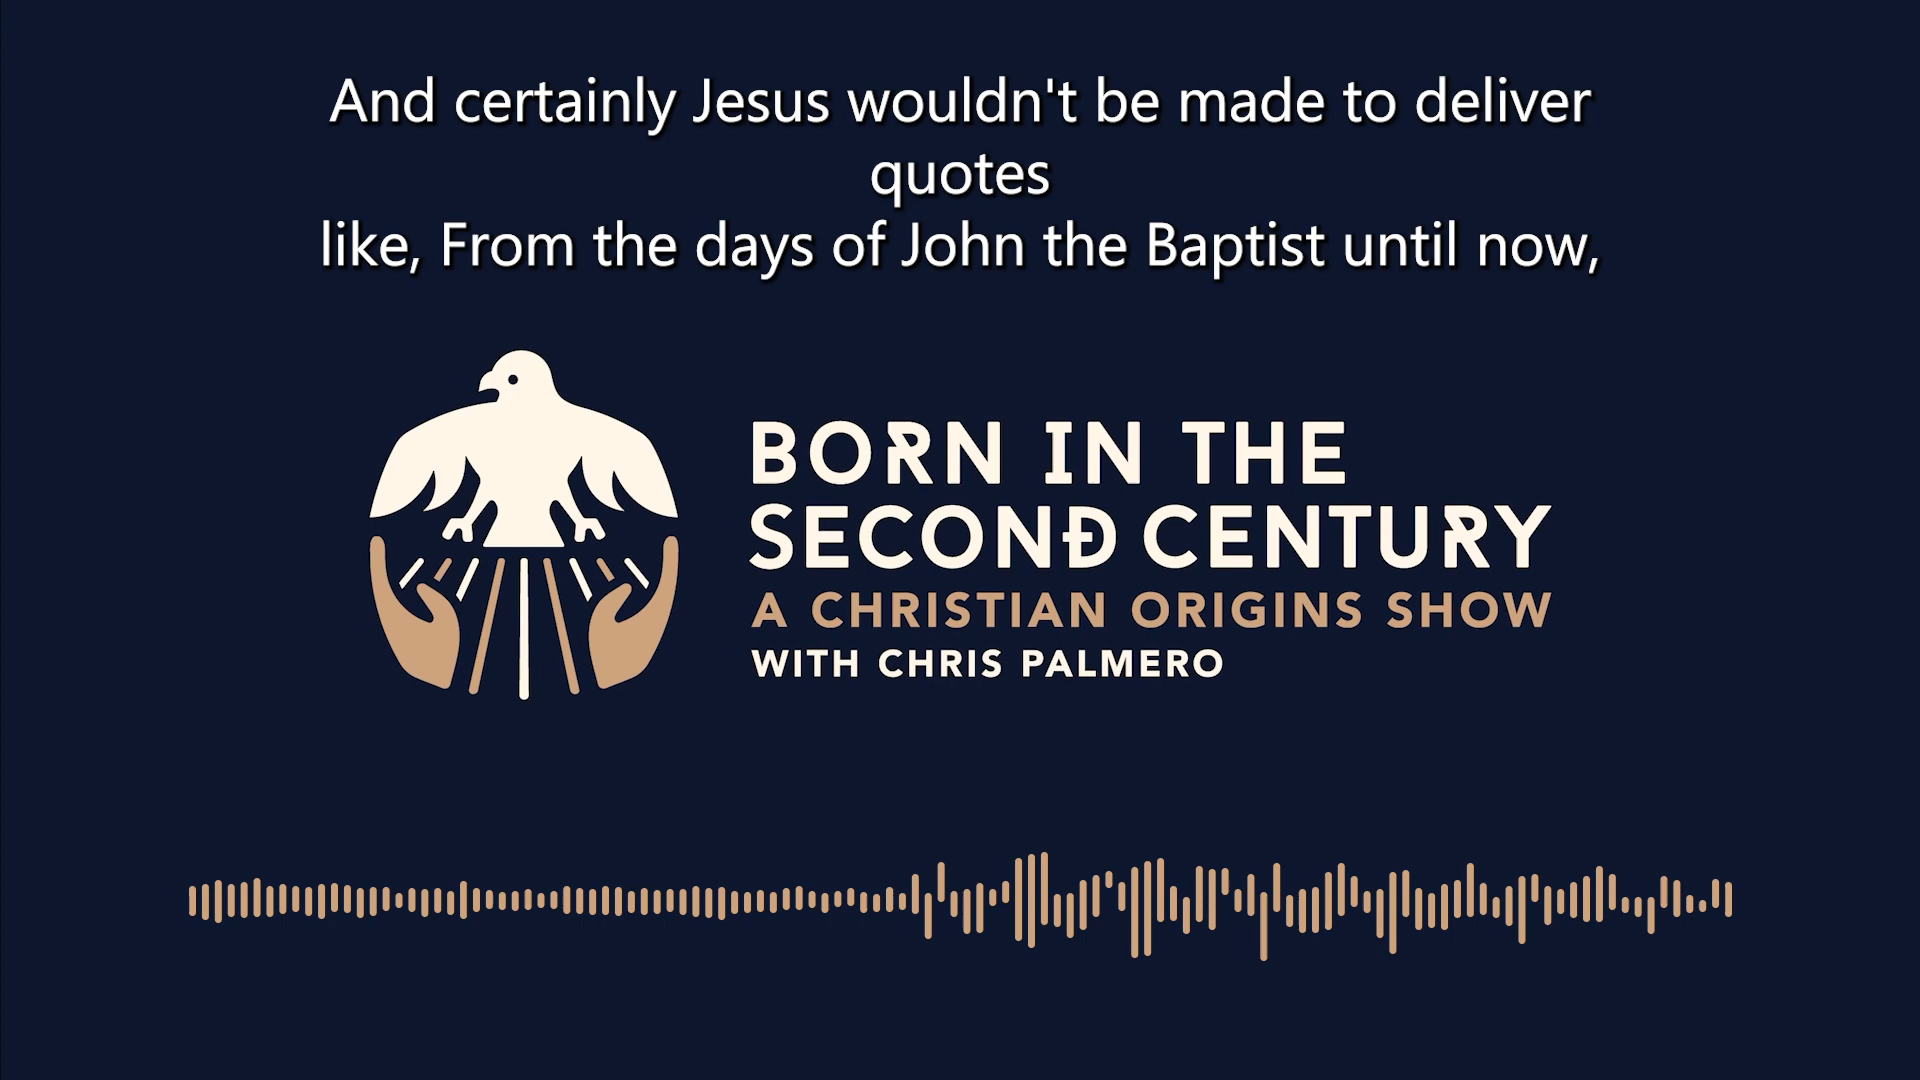 And certainly Jesus wouldn't be made to deliver
quotes
like, From the days of John the Baptist until now,
BORN IN THE
SECOND CENTURY
A CHRISTIAN ORIGINS SHOW
WITH CHRIS PALMERO